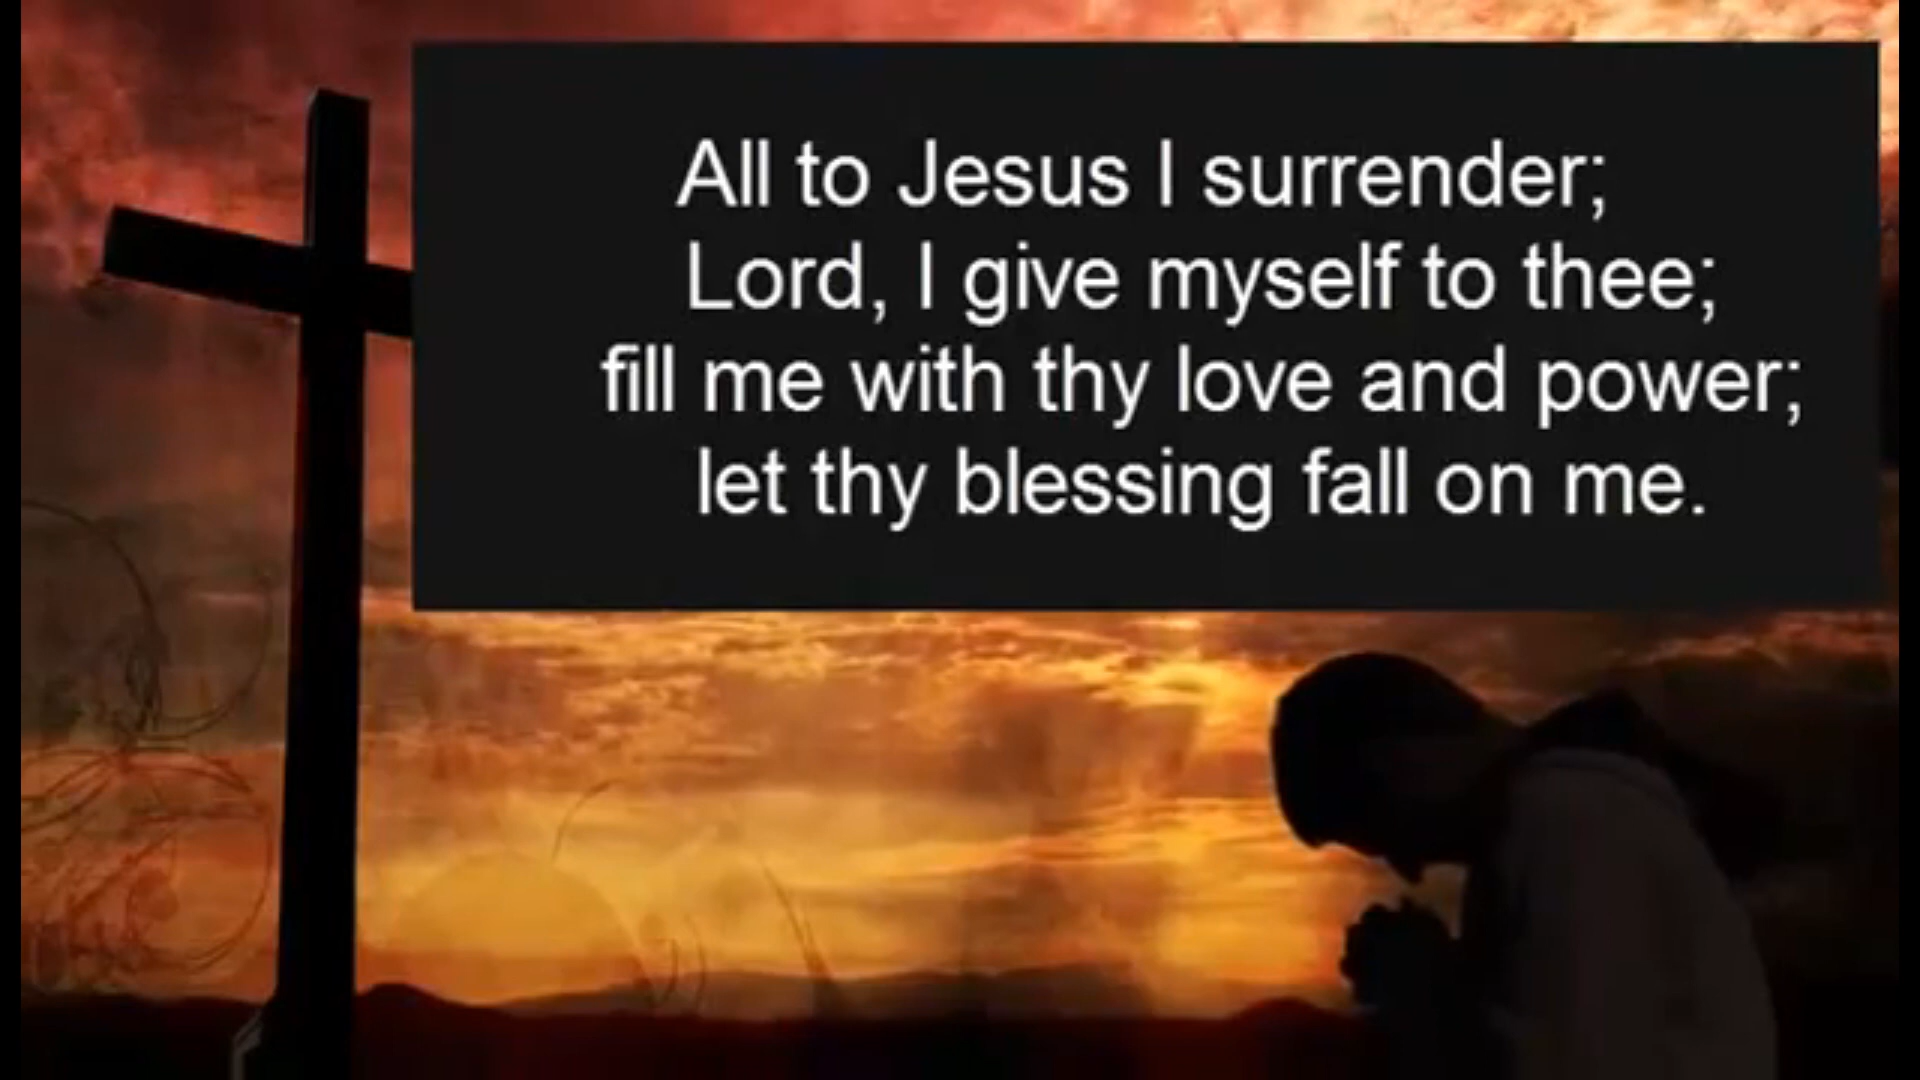 All to Jesus I surrender;
Lord, I give myself to thee;
fill me with thy love and power;
let thy blessing fall on me.